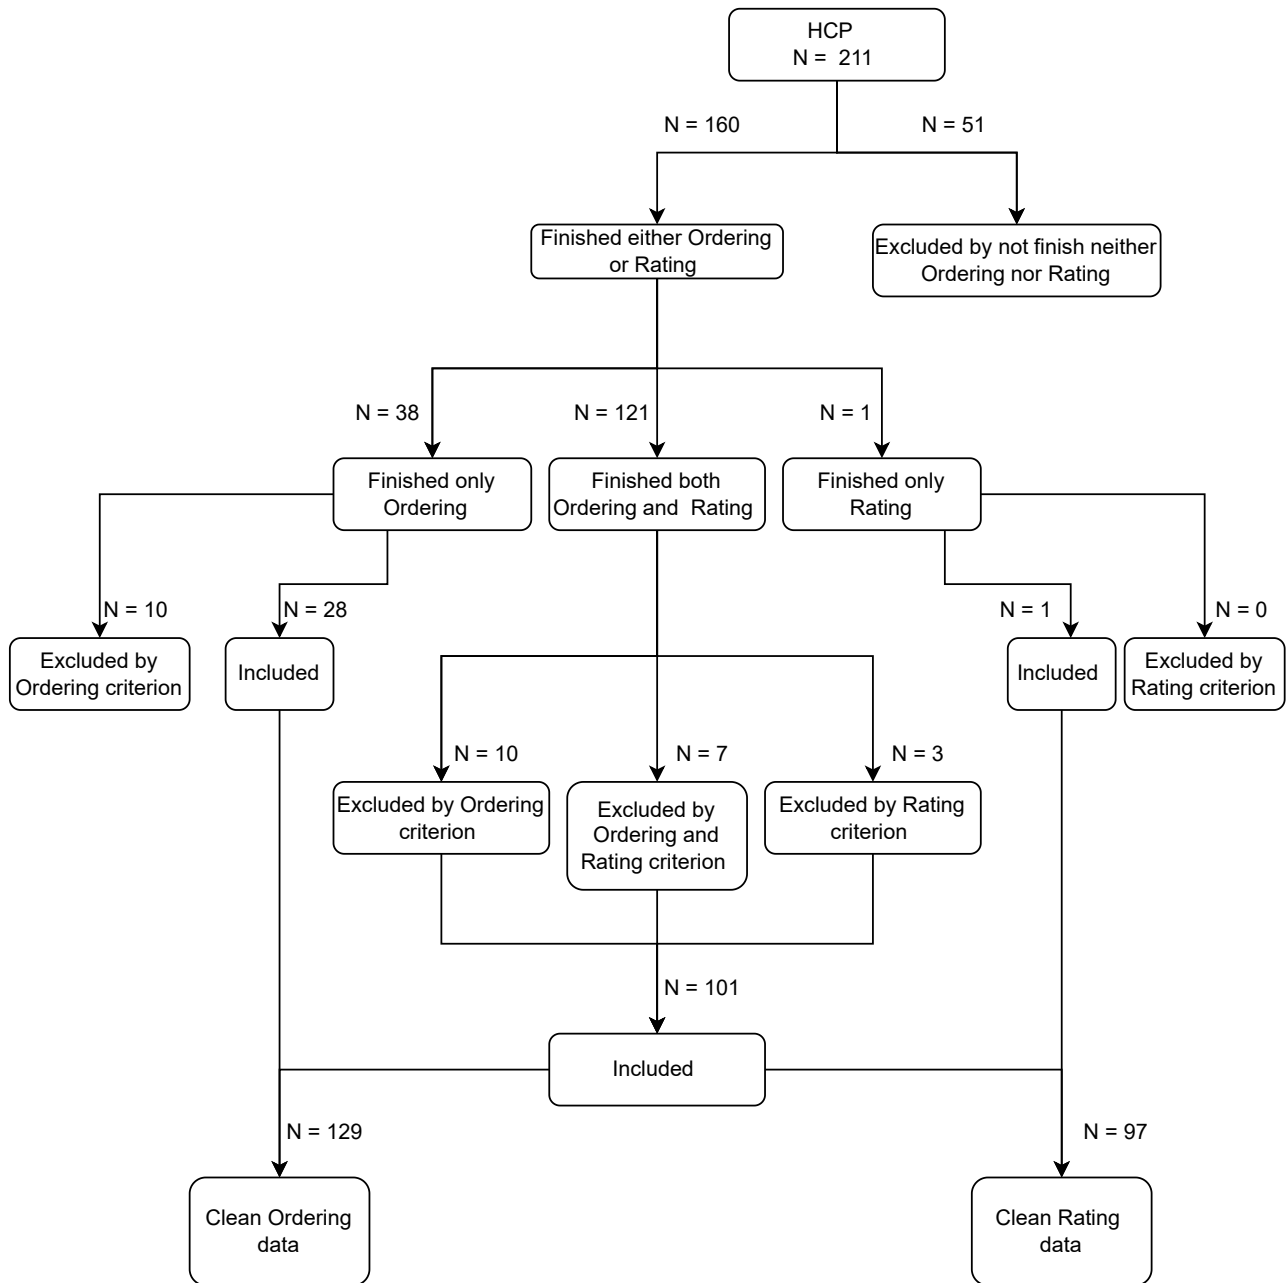 HCP
N = 211
N = 160
N = 51
Finished either Ordering
or Rating
Excluded by not finish neither
Ordering nor Rating
N = 38
N = 121
N = 1
Finished only
Ordering
Finished both
Ordering and Rating
Finished only
Rating
N = 10
N = 28
N = 1
N = 0
Excluded by
Ordering criterion
Included
Included
Excluded by
Rating criterion
N = 10
N = 7
N = 3
Excluded by Ordering
criterion
Excluded by
Ordering and
Rating criterion
Excluded by Rating
criterion
N = 101
Included
N = 129
N = 97
Clean Ordering
data
Clean Rating
data